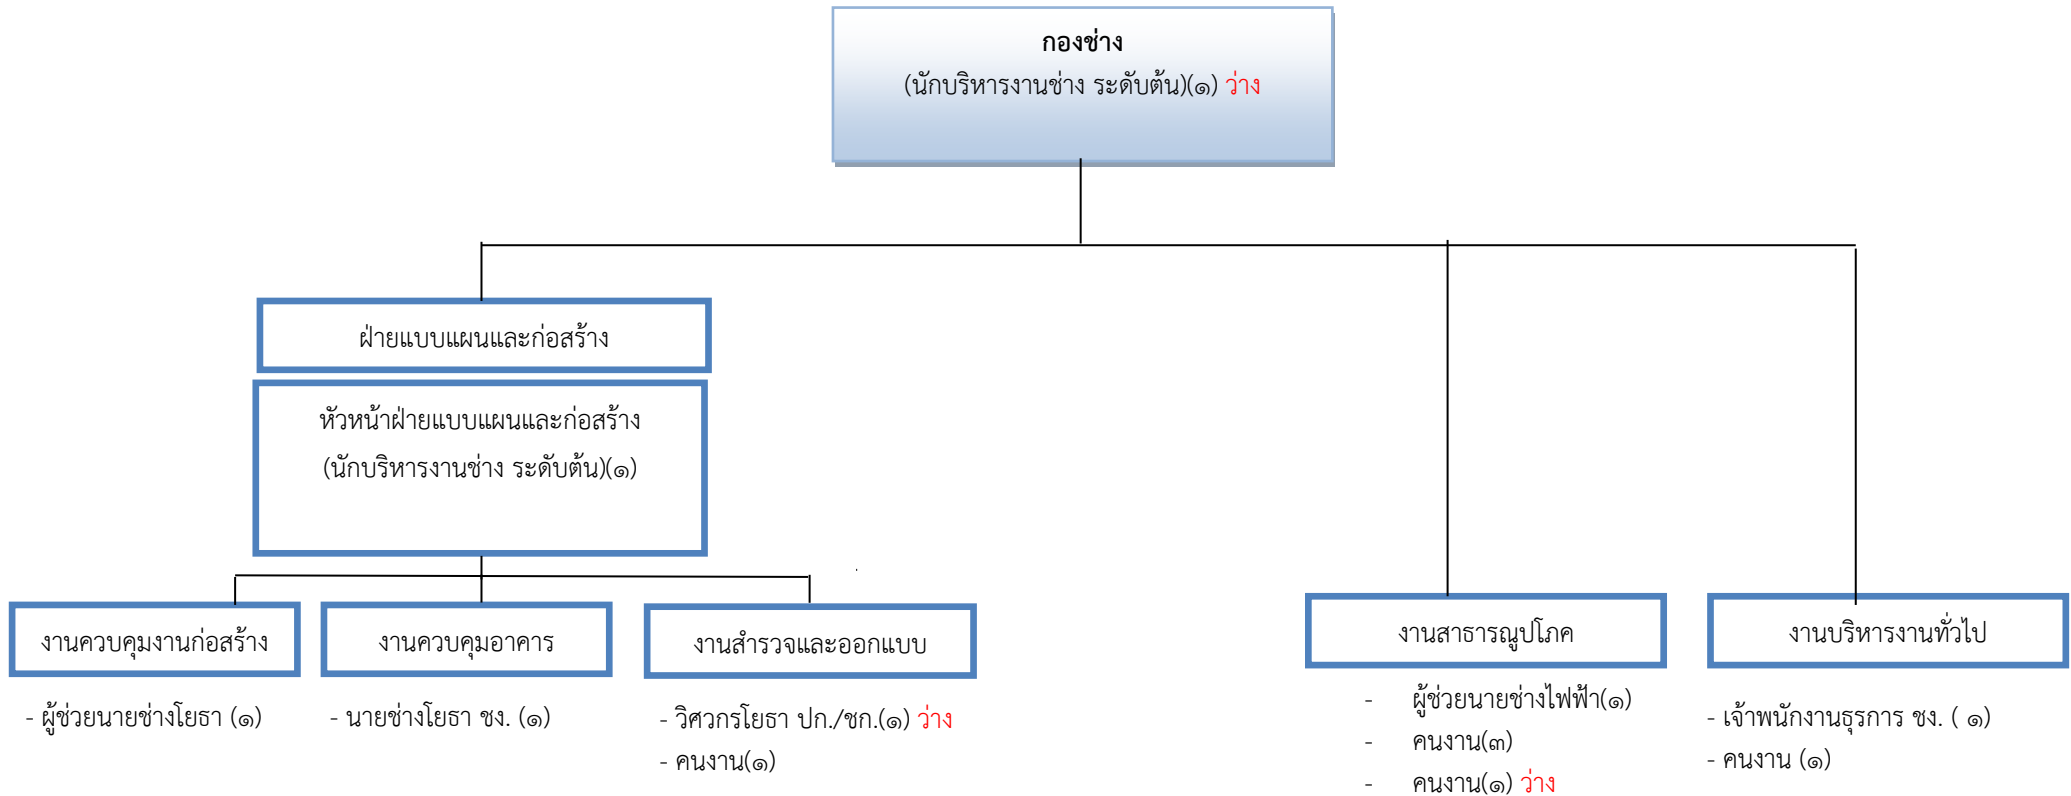 กองช่าง
(นักบริหารงานช่าง ระดับต้น)(๑) ว่าง
ฝ่ายแบบแผนและก่อสร้าง
หัวหน้าฝ่ายแบบแผนและก่อสร้าง
(นักบริหารงานช่าง ระดับต้น)(๑)
งานควบคุมงานก่อสร้าง
- ผู้ช่วยนายช่างโยธา (๑)
งานควบคุมอาคาร
- นายช่างโยธา ชง. (๑)
งานสำรวจและออกแบบ
- วิศวกรโยธา ปก./ชก.(๑) ว่าง
- คนงาน(๑)
งานสาธารณูปโภค
- ผู้ช่วยนายช่างไฟฟ้า(๑)
- คนงาน(๓)
- คนงาน(๑) ว่าง
งานบริหารงานทั่วไป
- เจ้าพนักงานธุรการ ชง. ( ๑)
- คนงาน (๑)